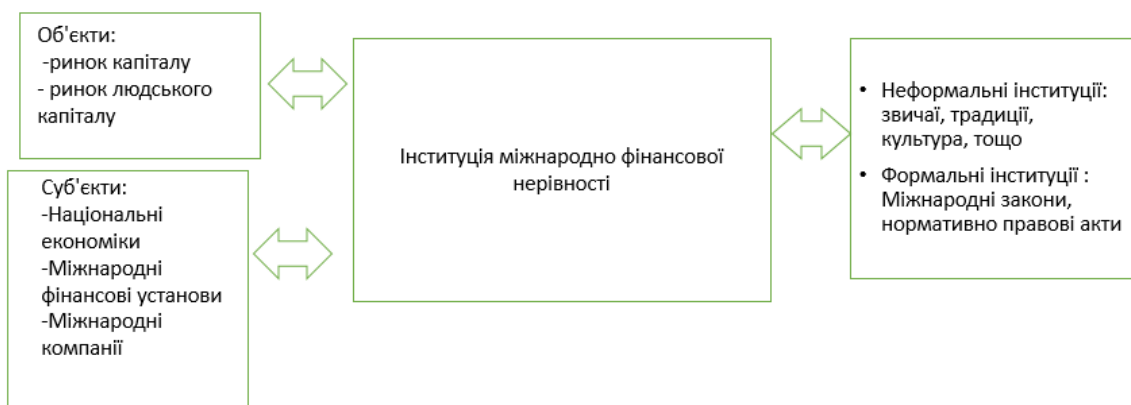 Об'єкти:
-ринок капіталу
- ринок людського
капіталу
Суб'єкти:
-Національні
економіки
-Міжнародні
фінансові установи
-Міжнародні
компанії
Інституція міжнародно фінансової
нерівності
• Неформальні інституції:
звичаї, традиції,
культура, тощо
• Формальні інституції :
Міжнародні закони,
нормативно правові акти